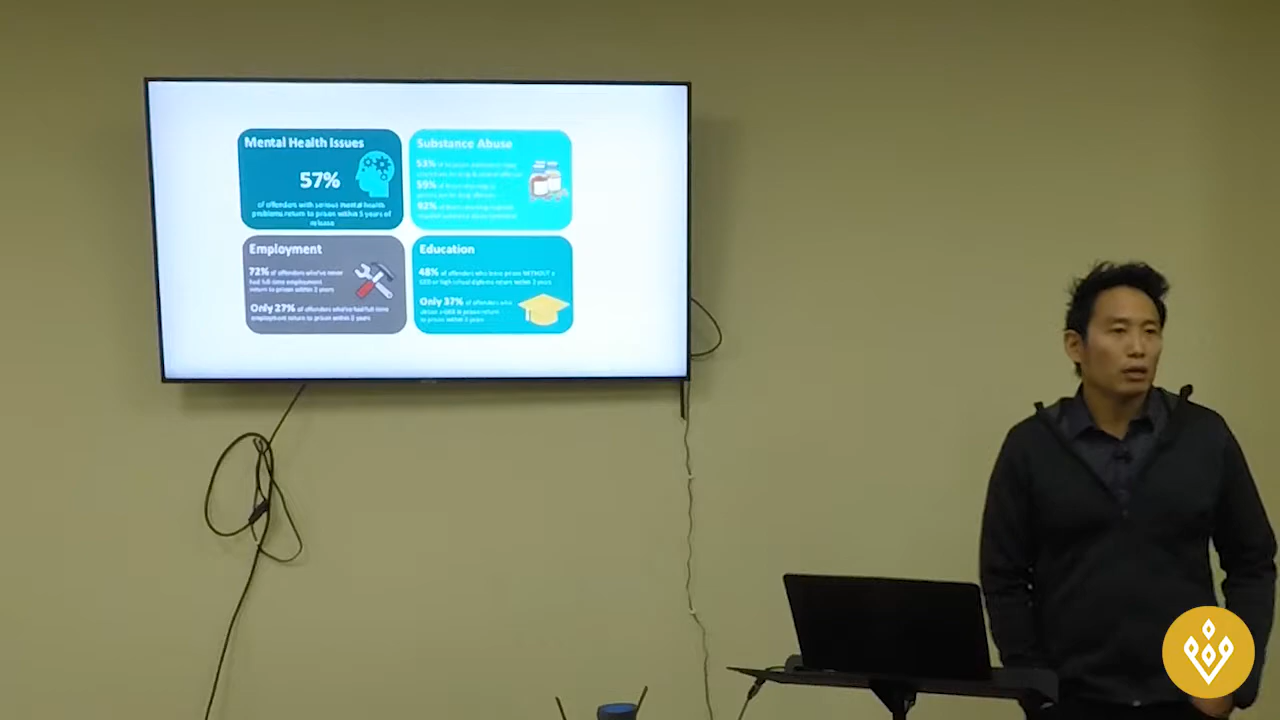 Mental Health Issues
57%
of offenders with serious mental health
problems return to prison within 5 years of
release
Substance Abuse
53%
59%
92%
Employment
72% of offenders who've never
had full-time employment
return to prison within 3 years
Only 27% of offenders who've had full-time
employment return to prison within 3 years
Education
48% of offenders who leave prison WITHOUT a
GED or high school diploma return within 3 years
Only 37% of offenders who
obtain a GED in prison return
to prison within 3 years